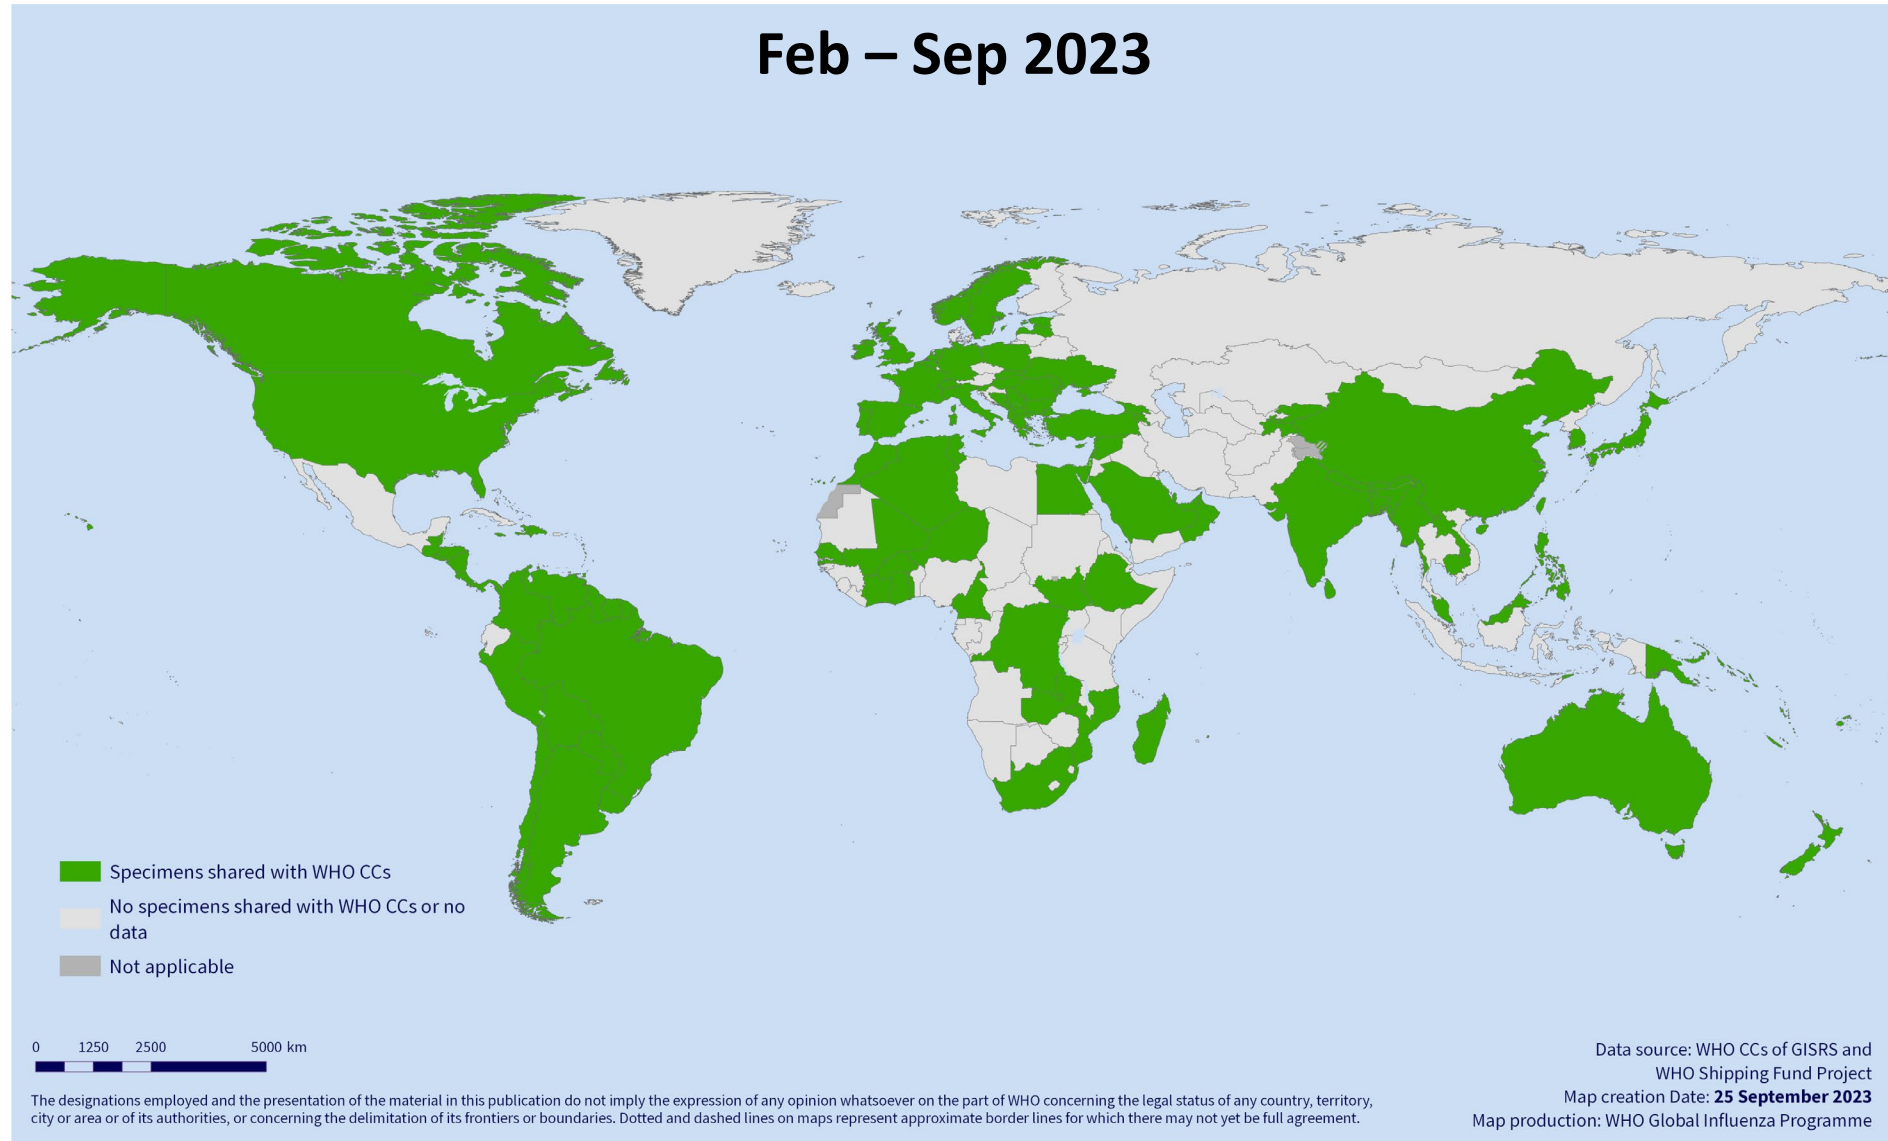 Feb – Sep 2023
Specimens shared with WHO CCs
No specimens shared with WHO CCs or no
data
Not applicable
0 1250 2500 5000 km
Data source: WHO CCs of GISRS and
WHO Shipping Fund Project
Map creation Date: 25 September 2023
Map production: WHO Global Influenza Programme
The designations employed and the presentation of the material in this publication do not imply the expression of any opinion whatsoever on the part of WHO concerning the legal status of any country, territory,
city or area or of its authorities, or concerning the delimitation of its frontiers or boundaries. Dotted and dashed lines on maps represent approximate border lines for which there may not yet be full agreement.